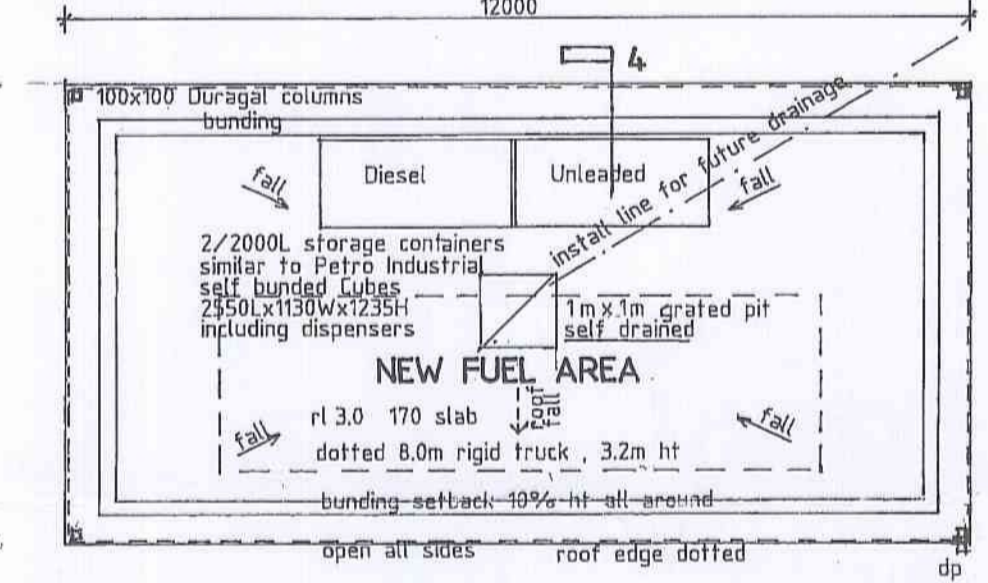 12000
4
100x100 Duragal columns
bunding
fall
Diesel
Unleaded
fall
install line for future drainage
2/2000L storage containers
similar to Petro Industrial
self bunded Cubes
2$50Lx1130Wx1235H
including dispensers
1m x 1m grated pit
self drained
NEW FUEL AREA
roof
fall
rl 3.0 170 slab
fall
fall
dotted 8.0m rigid truck , 3.2m ht
bunding setback 10% ht all around
open all sides
roof edge dotted
dp